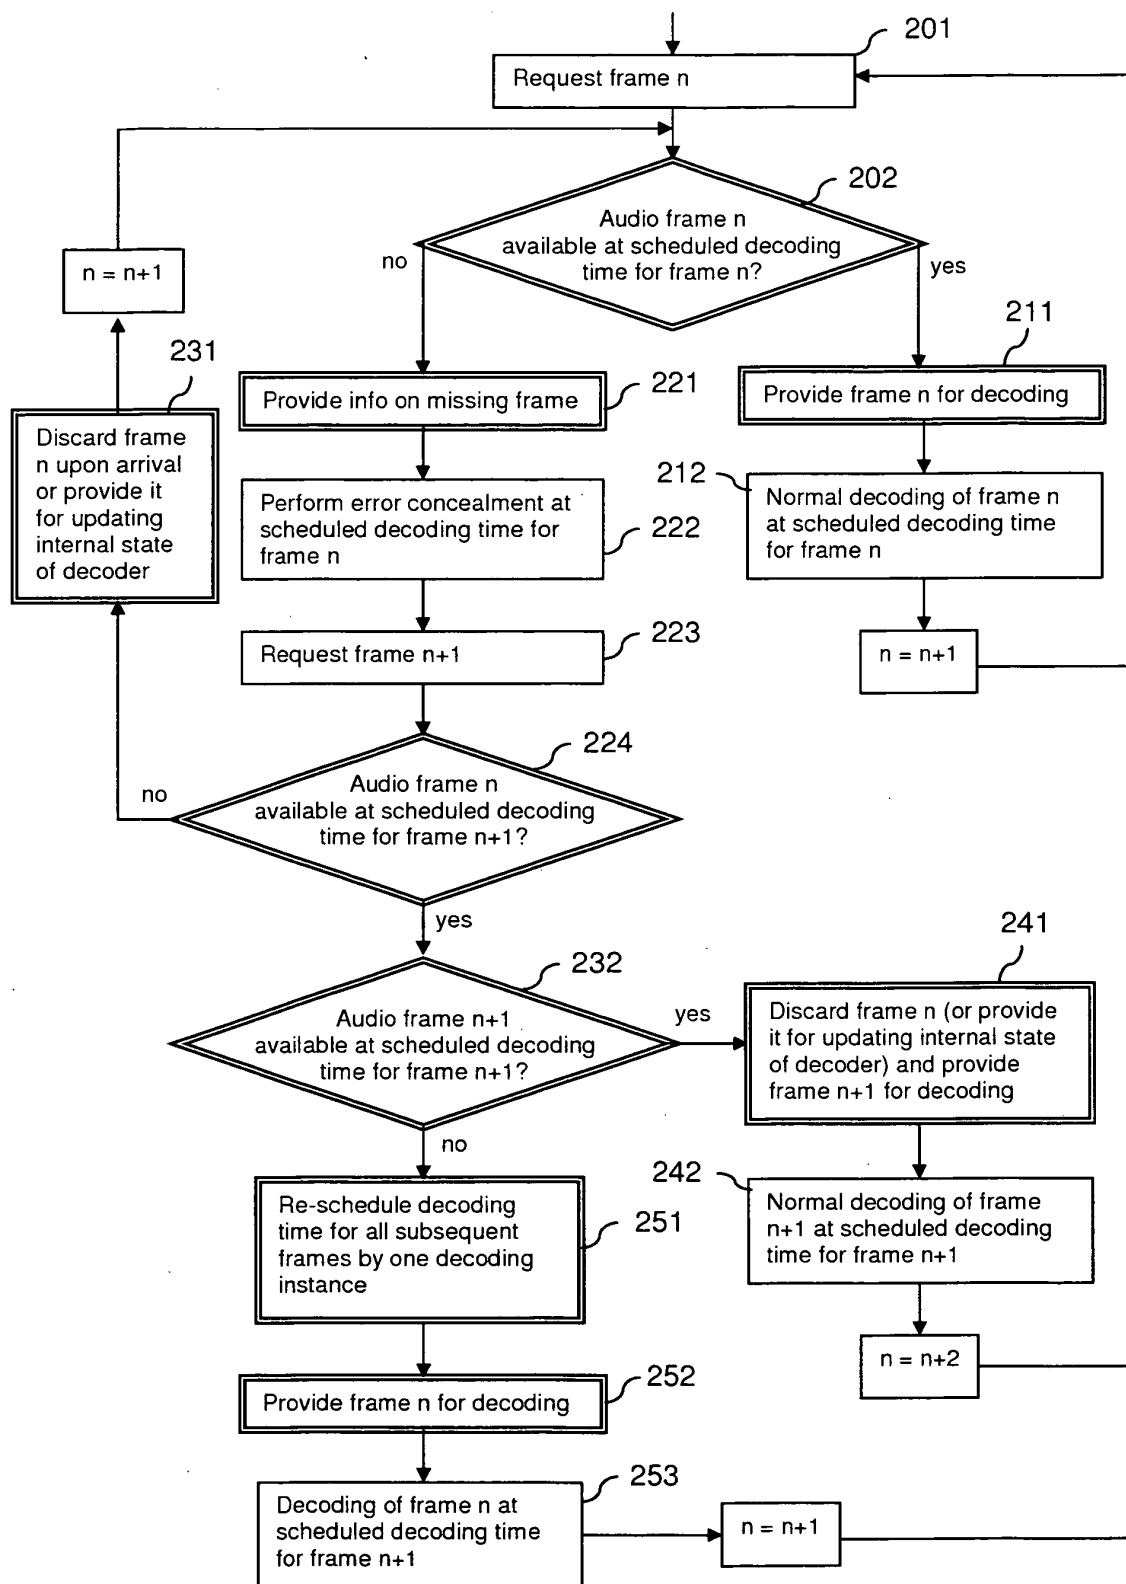 201
Request frame n
202
Audio frame n
available at scheduled decoding
time for frame n?
no
yes
n = n+1
211
231
221
Provide info on missing frame
Provide frame n for decoding
Discard frame
n upon arrival
or provide it
for updating
internal state
of decoder
212
Normal decoding of frame n
at scheduled decoding time
for frame n
Perform error concealment at
scheduled decoding time for
frame n
222
223
Request frame n+1
n = n+1
224
Audio frame n
available at scheduled decoding
time for frame n+1?
no
yes
241
232
Audio frame n+1
available at scheduled decoding
time for frame n+1?
yes
Discard frame n (or provide
it for updating internal state
of decoder) and provide
frame n+1 for decoding
no
242
Normal decoding of frame
n+1 at scheduled decoding
time for frame n+1
Re-schedule decoding
time for all subsequent
frames by one decoding
instance
251
n = n+2
252
Provide frame n for decoding
253
Decoding of frame n at
scheduled decoding time
for frame n+1
n = n+1